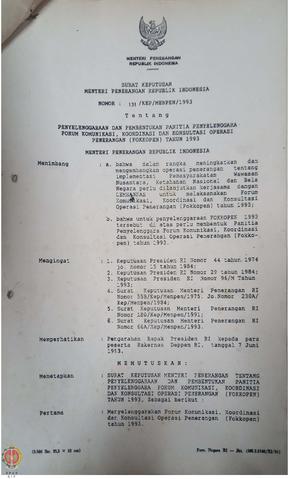 MENTERI PENERANGAN
REPUBLIK INDONESIA
SURAT KEPUTUSAN
MENTERI PENERANGAN REPUBLIK INDONESIA
NOMOR : 131/KEP/MENPEN/1993
Tentang
PENYELENGGARAAN DAN PEMBENTUKAN PANITIA PENYELENGGARA
FORUM KOMUNIKASI, KOORDINASI DAN KONSULTASI OPERASI
PENERANGAN (FOKKOPEN) TAHUN 1993
MENTERI PENERANGAN REPUBLIK INDONESIA
Menimbang : a. bahwa dalam rangka meningkatkan dan
mengembangkan operasi penerangan tentang
implementasi Pemasyarakatan Wawasan
Nusantara, Ketahanan Nasional dan Bela
Negara perlu dilanjutkan kerjasama dengan
LEMHANNAS untuk melaksanakan Forum
Komunikasi, Koordinasi dan Konsultasi
Operasi Penerangan (Fokkopen) tahun 1993.
b. bahwa untuk penyelenggaraan FOKKOPEN 1993
tersebut di atas perlu membentuk Panitia
Penyelenggara Forum Komunikasi, Koordinasi
dan Konsultasi Operasi Penerangan (Fokko-
pen) tahun 1993.
Mengingat : 1. Keputusan Presiden RI Nomor 44 tahun 1974
jo. nomor 15 tahun 1984;
2. Keputusan Presiden RI Nomor 29 tahun 1984;
3. Keputusan Presiden RI Nomor 96/M Tahun
1993;
4. Surat Keputusan Menteri Penerangan RI
Nomor 55B/Kep/Menpen/1975 Jo.Nomor 230A/
Kep/Menpen/1984;
5. Surat Keputusan Menteri Penerangan RI
Nomor /Kep/Menpen/1991;
6. Surat Keputusan Menteri Penerangan RI
Nomor 64A/Kep/Menpen/1993.
Memperhatikan : Pengarahan Bapak Presiden RI kepada para
peserta Rakernas Deppen RI, tanggal 7 Juni
1993.
M E M U T U S K A N :
Menetapkan : SURAT KEPUTUSAN MENTERI PENERANGAN TENTANG
PENYELENGGARAAN DAN PEMBENTUKAN PANITIA
PENYELENGGARA FORUM KOMUNIKASI, KOORDINASI
DAN KONSULTASI OPERASI PENERANGAN (FOKKOPEN)
TAHUN 1993, Sebagai berikut :
Pertama : Menyelenggarakan Forum Komunikasi, Koordinasi
dan Konsultasi Operasi Penerangan (Fokkopen)
tahun 1993.